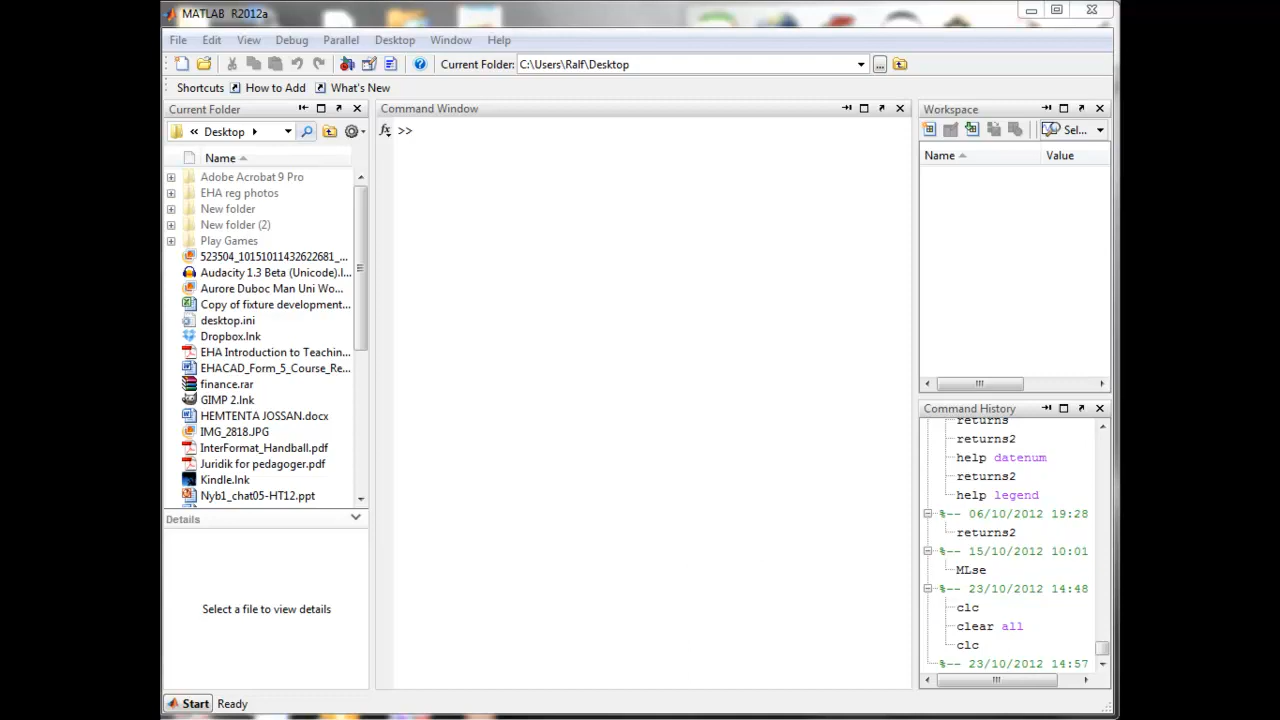 MATLAB R2012a
File Edit View Debug Parallel Desktop Window Help
Current Folder: C:\Users\Ralf\Desktop ...
Shortcuts How to Add What's New
Current Folder
« Desktop
Name
Adobe Acrobat 9 Pro
EHA reg photos
New folder
New folder (2)
Play Games
523504_10151011432622681_...
Audacity 1.3 Beta (Unicode).l...
Aurore Duboc Man Uni Wo...
Copy of fixture development...
desktop.ini
Dropbox.lnk
EHA Introduction to Teachin...
EHACAD_Form_5_Course_Re...
finance.rar
GIMP 2.lnk
HEMTENTA JOSSAN.docx
IMG_2818.JPG
InterFormat_Handball.pdf
Juridik for pedagoger.pdf
Kindle.lnk
Nyb1_chat05-HT12.ppt
Details
Select a file to view details
Start Ready
Command Window
fx >>
Workspace
Sel...
Name Value
Command History
returns
returns2
help datenum
returns2
help legend
%-- 06/10/2012 19:28
returns2
%-- 15/10/2012 10:01
MLse
%-- 23/10/2012 14:48
clc
clear all
clc
%-- 23/10/2012 14:57